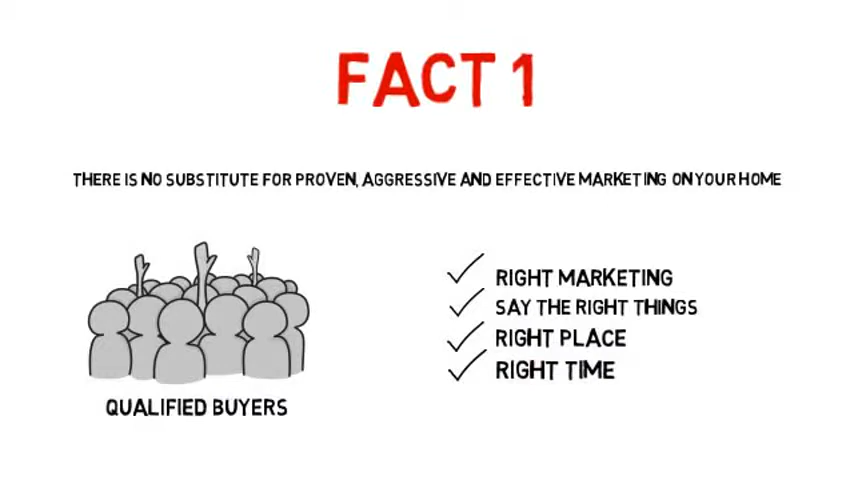 FACT 1
THERE IS NO SUBSTITUTE FOR PROVEN, AGGRESSIVE AND EFFECTIVE MARKETING ON YOUR HOME
RIGHT MARKETING
SAY THE RIGHT THINGS
RIGHT PLACE
RIGHT TIME
QUALIFIED BUYERS